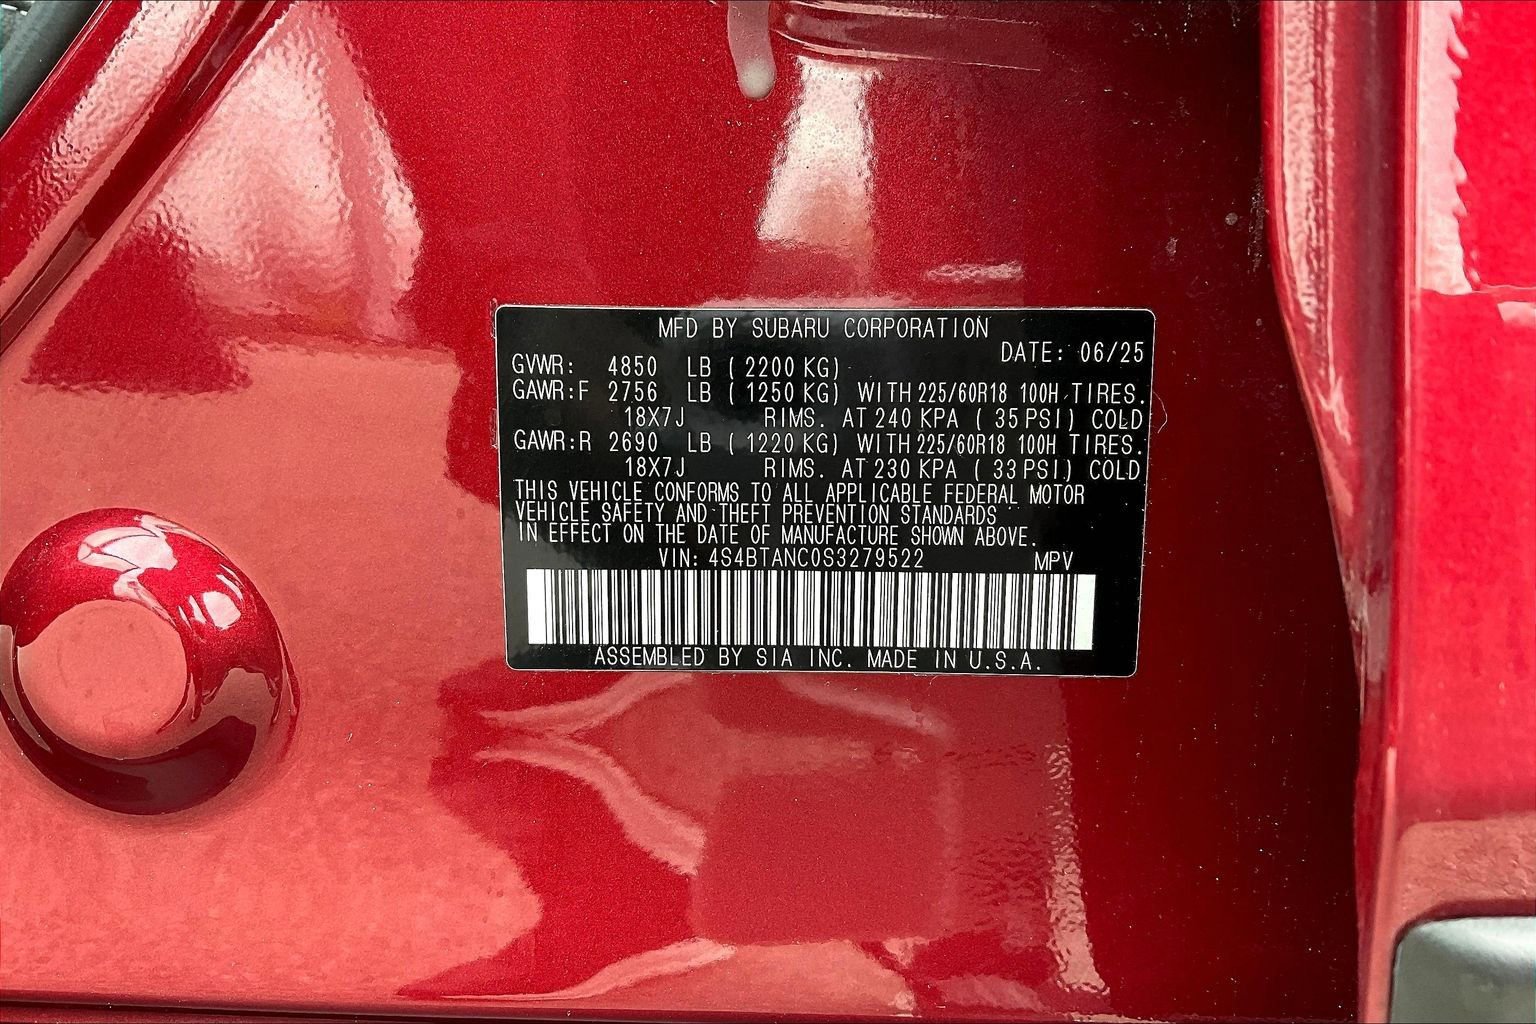 MFD BY SUBARU CORPORATION
DATE: 06/25
GVWR: 4850 LB ( 2200 KG)
GAWR:F 2756 LB ( 1250 KG) WITH 225/60R18 100H TIRES.
18X7J RIMS. AT 240 KPA ( 35 PSI) COLD
GAWR:R 2690 LB ( 1220 KG) WITH 225/60R18 100H TIRES.
18X7J RIMS. AT 230 KPA ( 33 PSI) COLD
THIS VEHICLE CONFORMS TO ALL APPLICABLE FEDERAL MOTOR
VEHICLE SAFETY AND THEFT PREVENTION STANDARDS
IN EFFECT ON THE DATE OF MANUFACTURE SHOWN ABOVE.
VIN: 4S4BTANC0S3279522 MPV
ASSEMBLED BY SIA INC. MADE IN U.S.A.